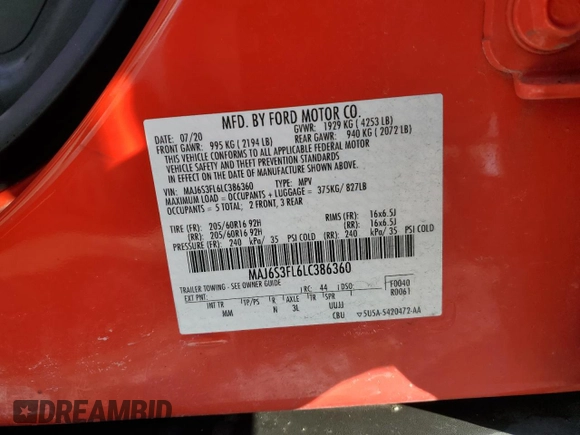 MFD. BY FORD MOTOR CO.
DATE: 07/20 GVWR: 1929 KG (4253 LB)
FRONT GAWR: 995 KG (2194 LB) REAR GAWR: 940 KG (2072LB)
THIS VEHICLE CONFORMS TO ALL APPLICABLE FEDERAL MOTOR
VEHICLE SAFETY AND THEFT PREVENTION STANDARDS
IN EFFECT ON THE DATE OF MANUFACTURE SHOWN ABOVE.
VIN: MAJ6S3FL6LC386360 TYPE: MPV
MAXIMUM LOAD = OCCUPANTS + LUGGAGE = 375KG/ 827LB
OCCUPANTS = 5 TOTAL: 2 FRONT, 3 REAR
TIRE (FR): 205/60R16 92H RIMS (FR): 16x6.5J
(RR): 205/60R16 92H (RR): 16x6.5J
PRESSURE (FR): 240 kPa/ 35 PSI COLD (RR): 240 kPa/ 35 PSI COLD
MAJ6S3FL6LC386360
TRAILER TOWING - SEE OWNER GUIDE
EXT PNT: RC: 44 DSO: F0040
INT TR TP/PS R AXLE TR SPR R0061
MM N 3L UUJJ
CBU 5U5A-5420472-AA
DREAMBID